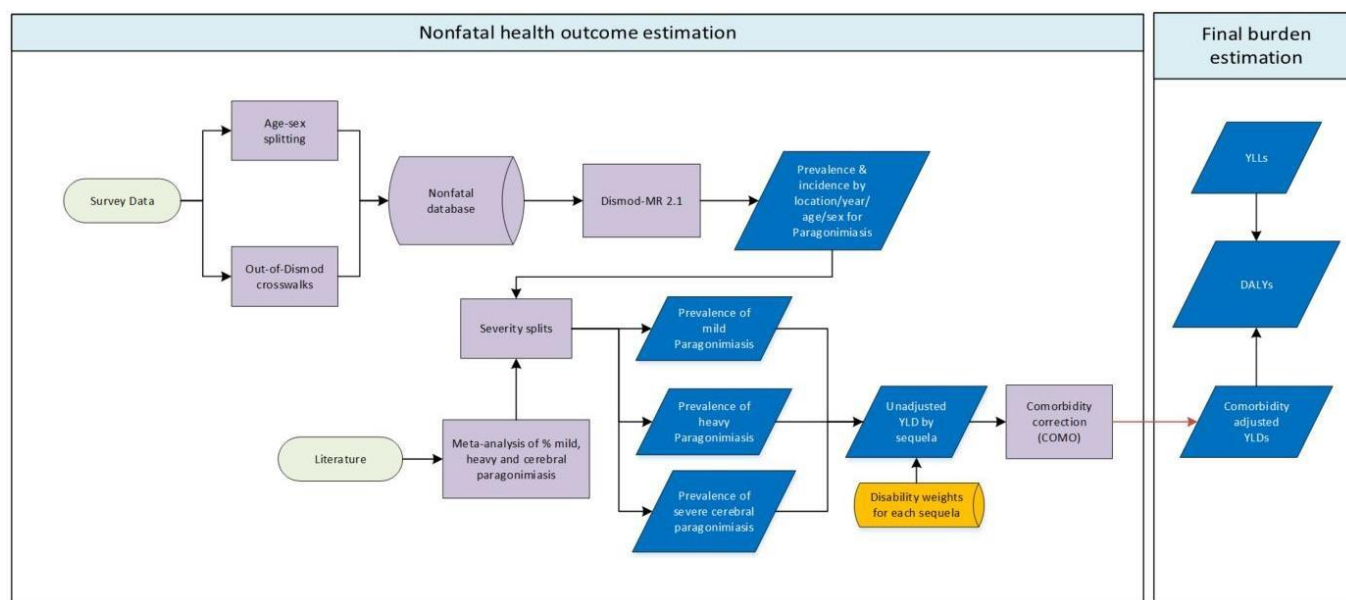 Nonfatal health outcome estimation
Final burden
estimation
Age-sex
splitting
Survey Data
Out-of-Dismod
crosswalks
Nonfatal
database
Dismod-MR 2.1
Prevalence &
incidence by
location/year/
age/sex for
Paragonimiasis
Severity splits
Literature
Meta-analysis of % mild,
heavy and cerebral
paragonimiasis
Prevalence of
mild
Paragonimiasis
Prevalence of
heavy
Paragonimiasis
Prevalence of
severe cerebral
paragonimiasis
Unadjusted
YLD by
sequela
Disability weights
for each sequela
Comorbidity
correction
(COMO)
YLLs
DALYs
Comorbidity
adjusted
YLDs